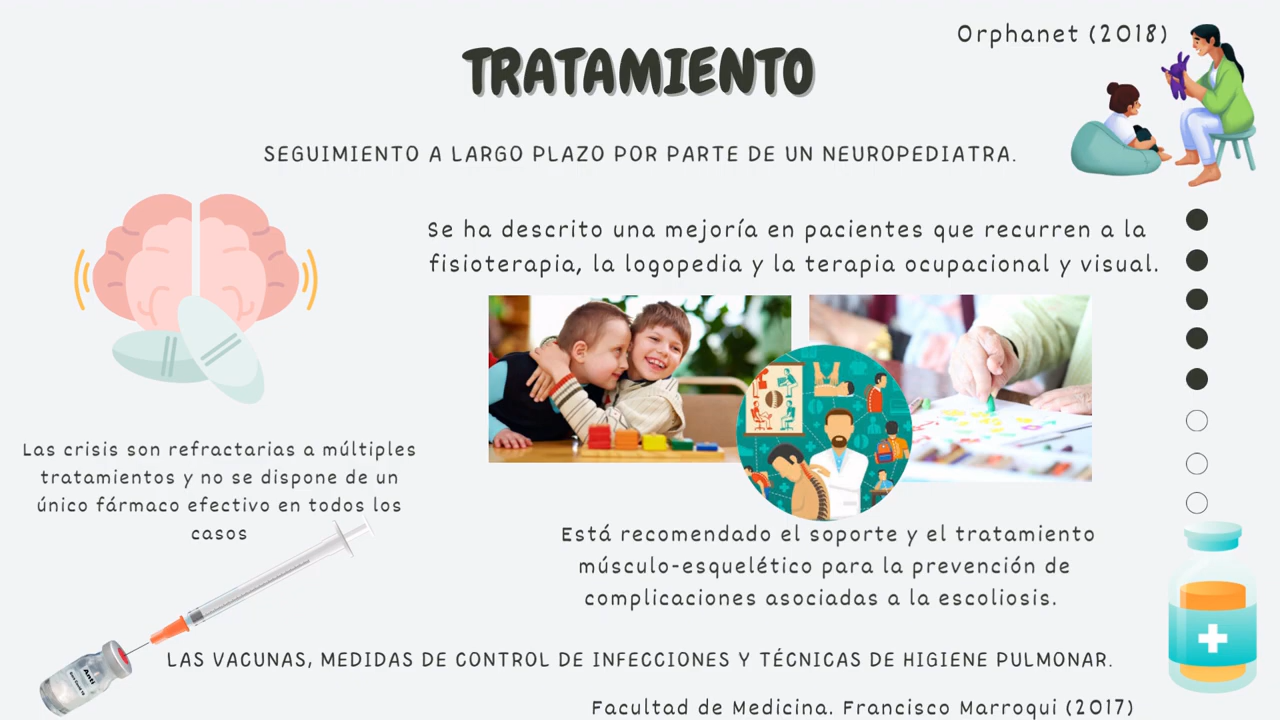 Orphanet (2018)
TRATAMIENTO
SEGUIMIENTO A LARGO PLAZO POR PARTE DE UN NEUROPEDIATRA.
Se ha descrito una mejoría en pacientes que recurren a la
fisioterapia, la logopedia y la terapia ocupacional y visual.
Las crisis son refractarias a múltiples
tratamientos y no se dispone de un
único fármaco efectivo en todos los
casos
Está recomendado el soporte y el tratamiento
músculo-esquelético para la prevención de
complicaciones asociadas a la escoliosis.
Anti
LAS VACUNAS, MEDIDAS DE CONTROL DE INFECCIONES Y TÉCNICAS DE HIGIENE PULMONAR.
Facultad de Medicina. Francisco Marroqui (2017)